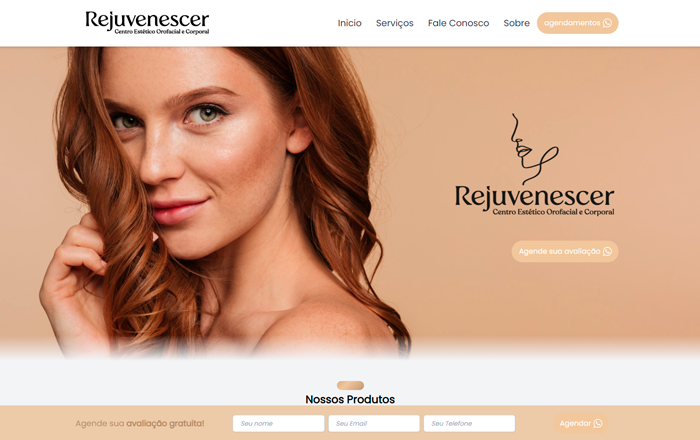 Rejuvenescer
Centro Estético Orofacial e Corporal
Inicio Serviços Fale Conosco Sobre agendamentos
Rejuvenescer
Centro Estético Orofacial e Corporal
Agende sua avaliação
Nossos Produtos
Agende sua avaliação gratuita! Seu nome Seu Email Seu Telefone Agendar